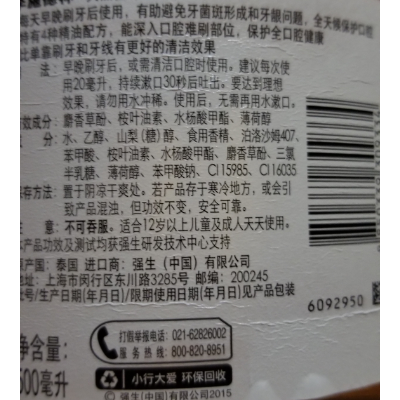 每天早晚刷牙后使用，有助避免牙菌斑形成和牙龈问题，全天候保护口腔
特有4种精油配方，能深入口腔难刷部位，保护全口腔健康
比单靠刷牙和牙线有更好的清洁效果
法：早晚刷牙后，或需清洁口腔时使用。建议每次使
用20毫升，持续漱口30秒后吐出。要达到理想
效果，请勿用水冲稀。使用后，无需再用水漱口。
效成分：麝香草酚、桉叶油素、水杨酸甲酯、薄荷醇
分：水、乙醇、山梨（糖）醇、食用香精、泊洛沙姆407、
苯甲酸、桉叶油素、水杨酸甲酯、麝香草酚、三氯
半乳糖、薄荷醇、苯甲酸钠、CI 15985、CI 16035
存方法：置于阴凉干爽处。若产品存于寒冷地方，或会引
致产品混浊，但功效不变，安全可靠。
意：不可吞服。适合12岁以上儿童及成人天天使用。
产品功效及测试均获强生研发技术中心支持
原产国：泰国 进口商：强生（中国）有限公司
址：上海市闵行区东川路3285号 邮编：200245
号/生产日期（年月日）/限期使用日期（年月日）见产品包装
6092950
净含量：
500毫升
打假举报电话：021-62826002
服务热线：800-820-8951
小行大爱 环保回收
© 强生（中国）有限公司2015